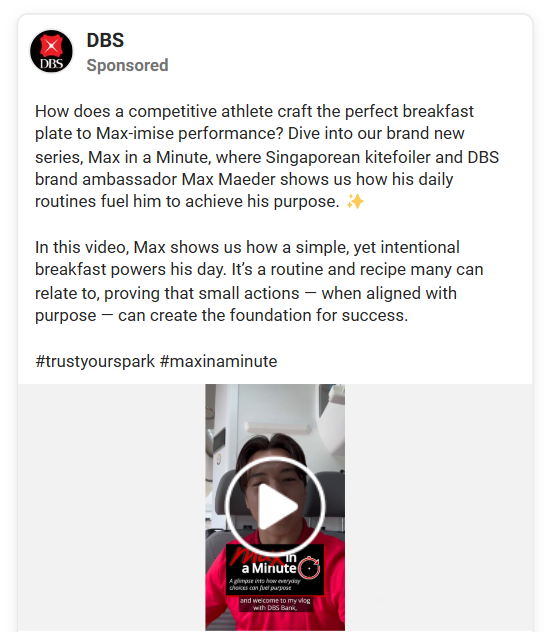 DBS
Sponsored
DBS
How does a competitive athlete craft the perfect breakfast
plate to Max-imise performance? Dive into our brand new
series, Max in a Minute, where Singaporean kitefoiler and DBS
brand ambassador Max Maeder shows us how his daily
routines fuel him to achieve his purpose. ✨
In this video, Max shows us how a simple, yet intentional
breakfast powers his day. It’s a routine and recipe many can
relate to, proving that small actions — when aligned with
purpose — can create the foundation for success.
#trustyourspark #maxinaminute
Max in
a Minute
A glimpse into how everyday
choices can fuel purpose
and welcome to my vlog
with DBS Bank,